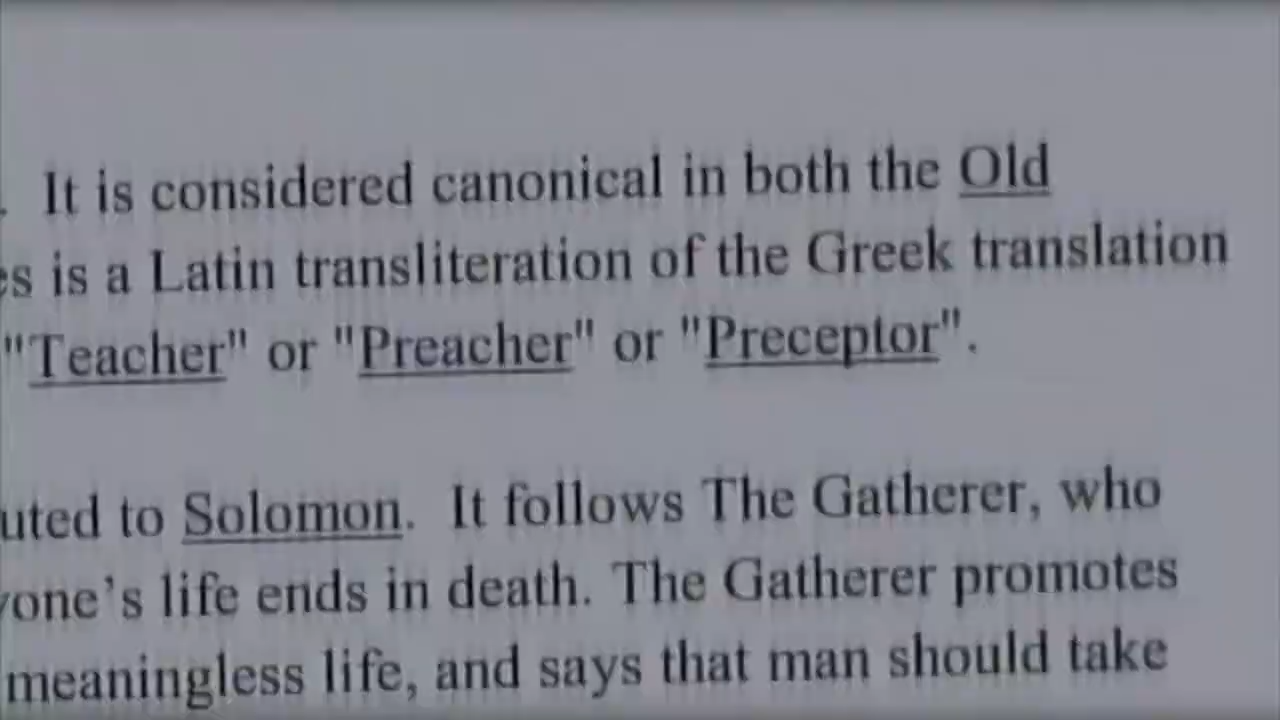 . It is considered canonical in both the Old
es is a Latin transliteration of the Greek translation
"Teacher" or "Preacher" or "Preceptor".
uted to Solomon. It follows The Gatherer, who
yone's life ends in death. The Gatherer promotes
meaningless life, and says that man should take